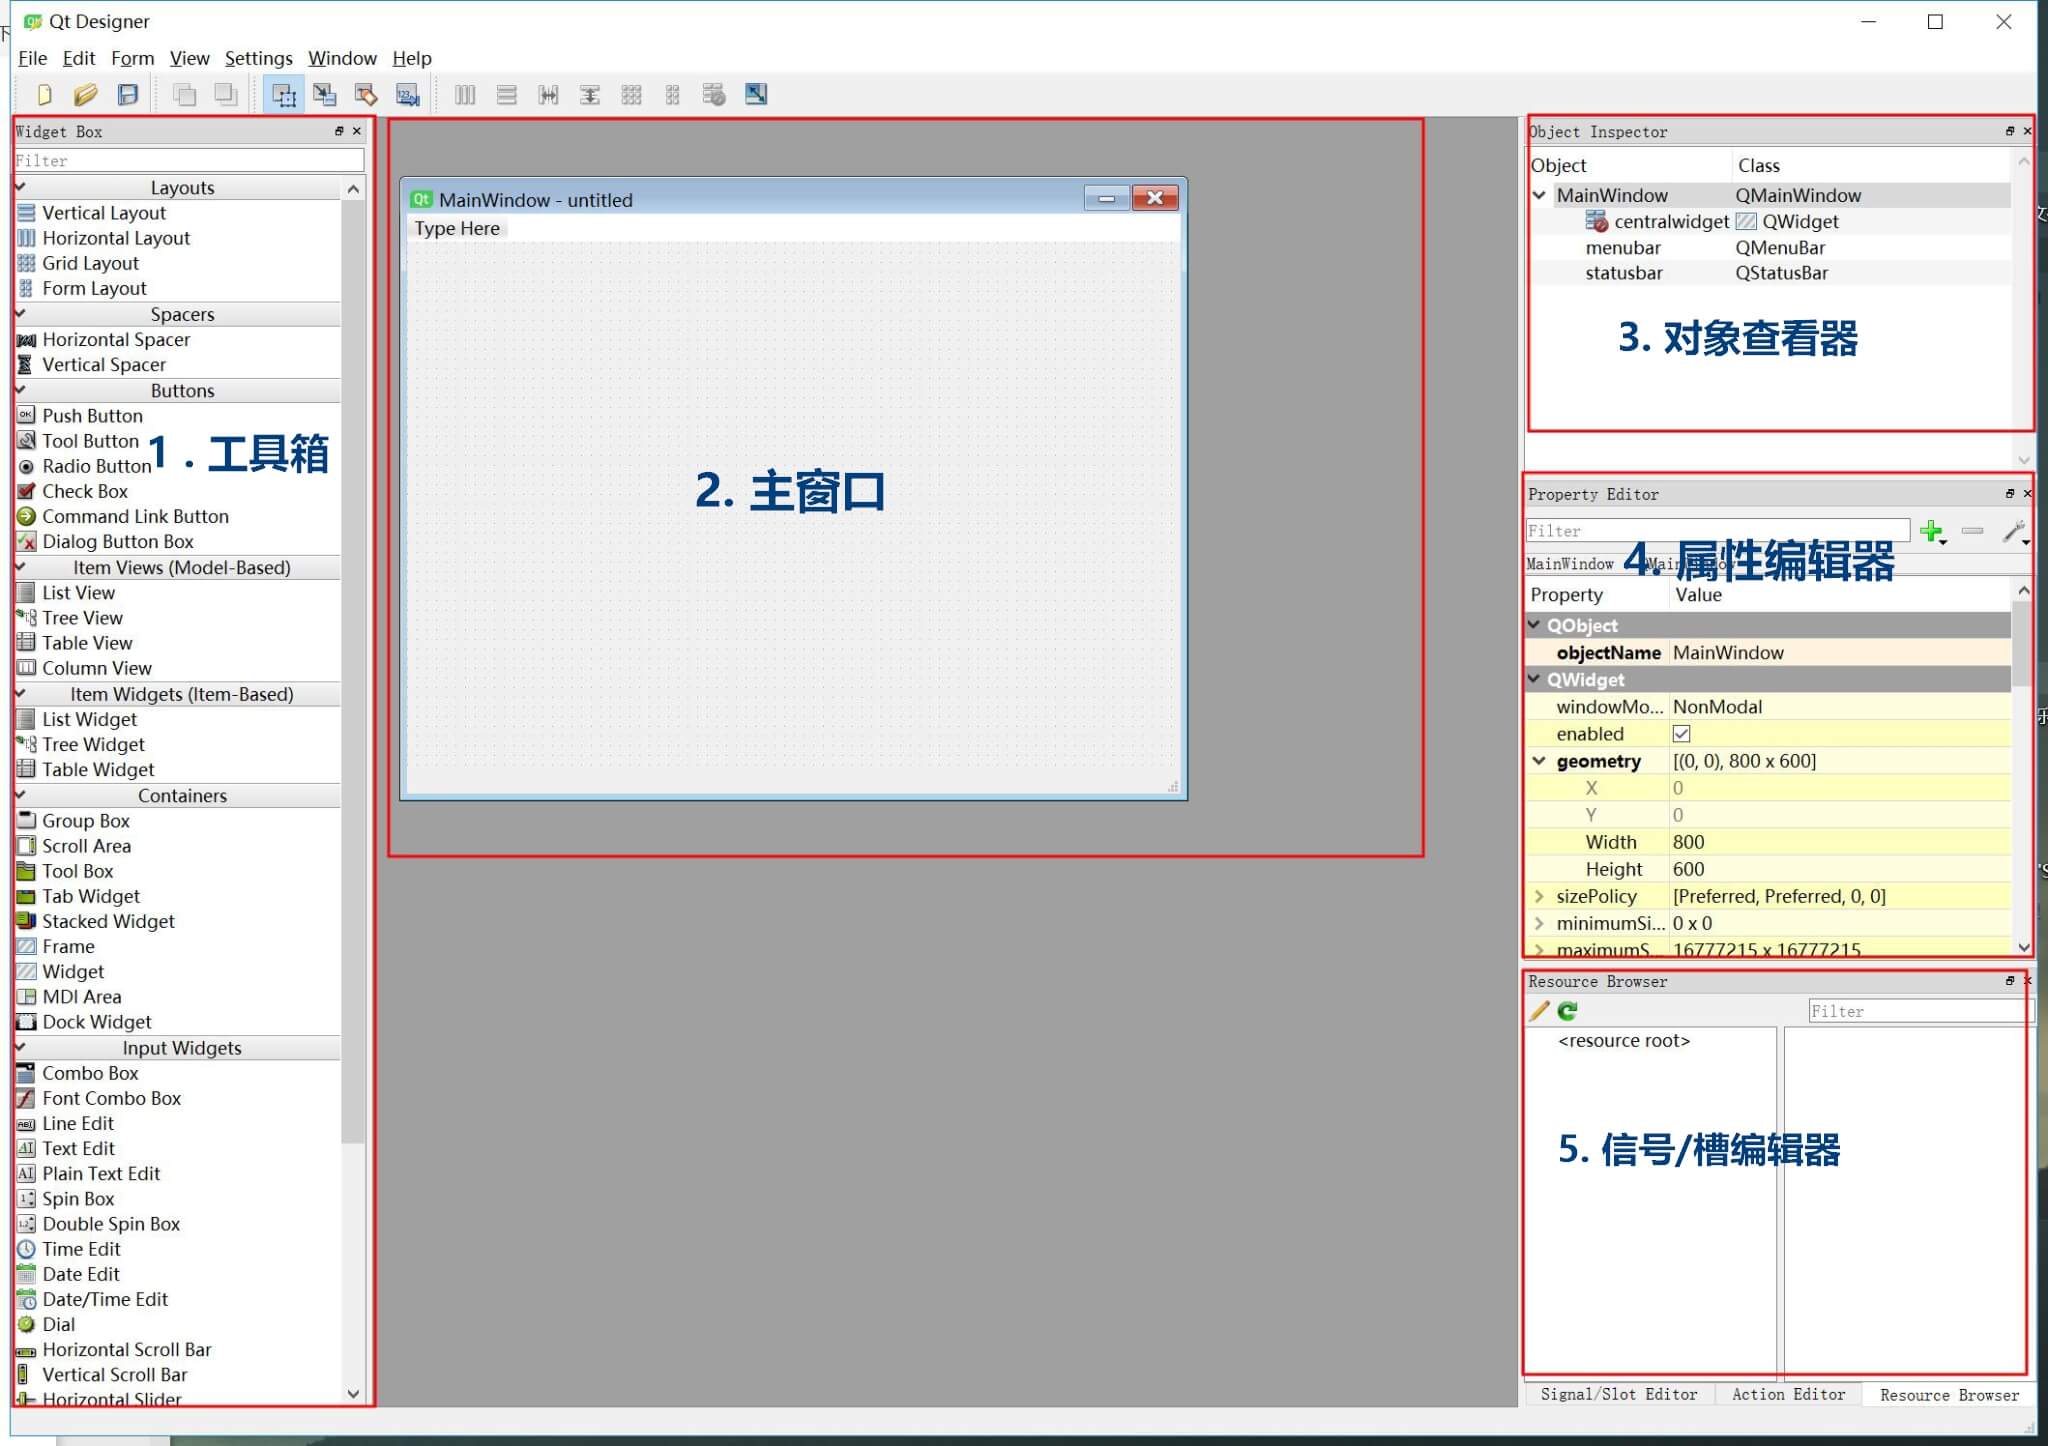 Qt Designer
File Edit Form View Settings Window Help
Widget Box
Filter
Layouts
Vertical Layout
Horizontal Layout
Grid Layout
Form Layout
Spacers
Horizontal Spacer
Vertical Spacer
Buttons
Push Button
Tool Button
Radio Button
Check Box
Command Link Button
Dialog Button Box
1 . 工具箱
Item Views (Model-Based)
List View
Tree View
Table View
Column View
Item Widgets (Item-Based)
List Widget
Tree Widget
Table Widget
Containers
Group Box
Scroll Area
Tool Box
Tab Widget
Stacked Widget
Frame
Widget
MDI Area
Dock Widget
Input Widgets
Combo Box
Font Combo Box
Line Edit
Text Edit
Plain Text Edit
Spin Box
Double Spin Box
Time Edit
Date Edit
Date/Time Edit
Dial
Horizontal Scroll Bar
Vertical Scroll Bar
Horizontal Slider
MainWindow - untitled
Type Here
2. 主窗口
Object Inspector
Object Class
MainWindow QMainWindow
centralwidget QWidget
menubar QMenuBar
statusbar QStatusBar
3. 对象查看器
Property Editor
Filter
MainWindow
4. 属性编辑器
Property Value
QObject
objectName MainWindow
QWidget
windowMo... NonModal
enabled
geometry [(0, 0), 800 x 600]
X 0
Y 0
Width 800
Height 600
sizePolicy [Preferred, Preferred, 0, 0]
minimumSi... 0 x 0
maximumS... 16777215 x 16777215
Resource Browser
Filter
<resource root>
5. 信号/槽编辑器
Signal/Slot Editor Action Editor Resource Browser